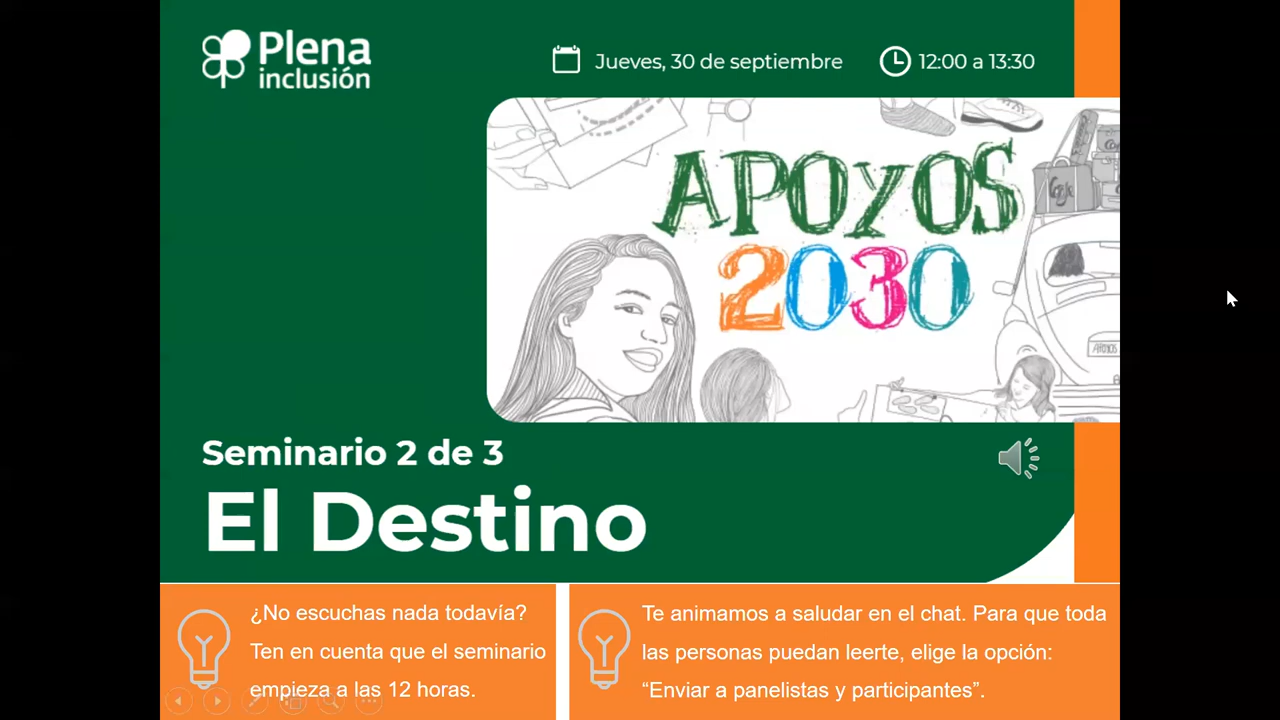 Plena
inclusión
Jueves, 30 de septiembre
12:00 a 13:30
APOYOS
2030
APOYOS
Seminario 2 de 3
El Destino
¿No escuchas nada todavía?
Ten en cuenta que el seminario
empieza a las 12 horas.
Te animamos a saludar en el chat. Para que toda
las personas puedan leerte, elige la opción:
“Enviar a panelistas y participantes”.